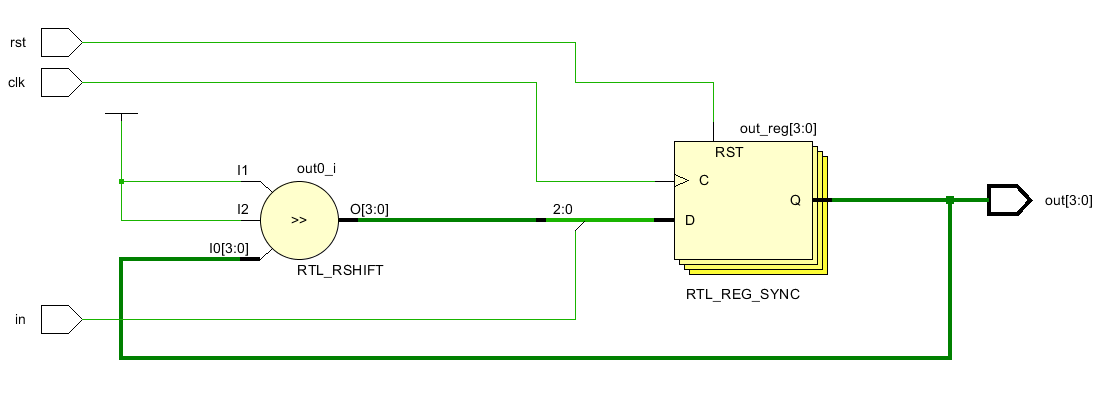 rst
clk
out_reg[3:0]
RST
I1
out0_i
C
I2
>>
O[3:0]
2:0
D
Q
out[3:0]
I0[3:0]
RTL_RSHIFT
RTL_REG_SYNC
in